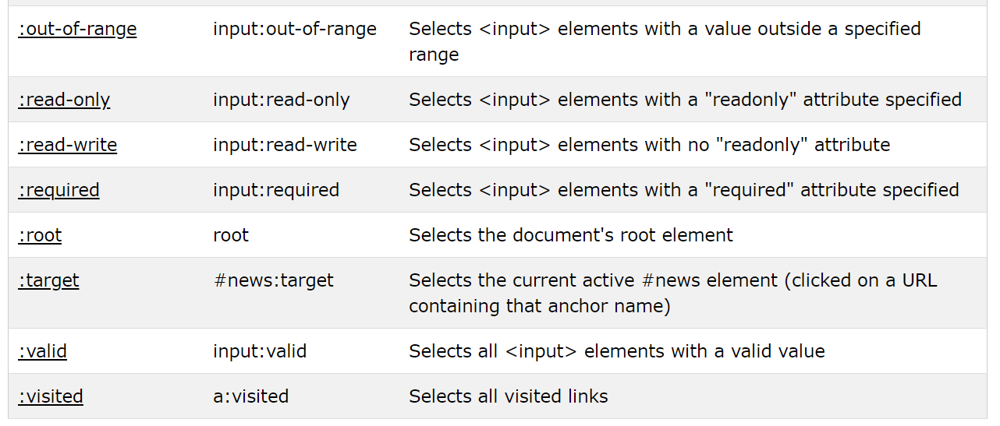 :out-of-range input:out-of-range Selects <input> elements with a value outside a specified
range
:read-only input:read-only Selects <input> elements with a "readonly" attribute specified
:read-write input:read-write Selects <input> elements with no "readonly" attribute
:required input:required Selects <input> elements with a "required" attribute specified
:root root Selects the document's root element
:target #news:target Selects the current active #news element (clicked on a URL
containing that anchor name)
:valid input:valid Selects all <input> elements with a valid value
:visited a:visited Selects all visited links